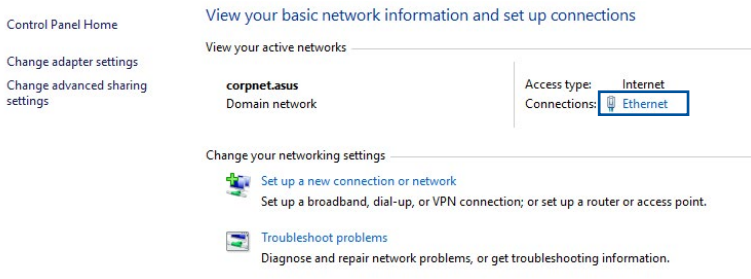 Control Panel Home
Change adapter settings
Change advanced sharing
settings
View your basic network information and set up connections
View your active networks
corpnet.asus
Domain network
Access type: Internet
Connections: Ethernet
Change your networking settings
Set up a new connection or network
Set up a broadband, dial-up, or VPN connection; or set up a router or access point.
Troubleshoot problems
Diagnose and repair network problems, or get troubleshooting information.